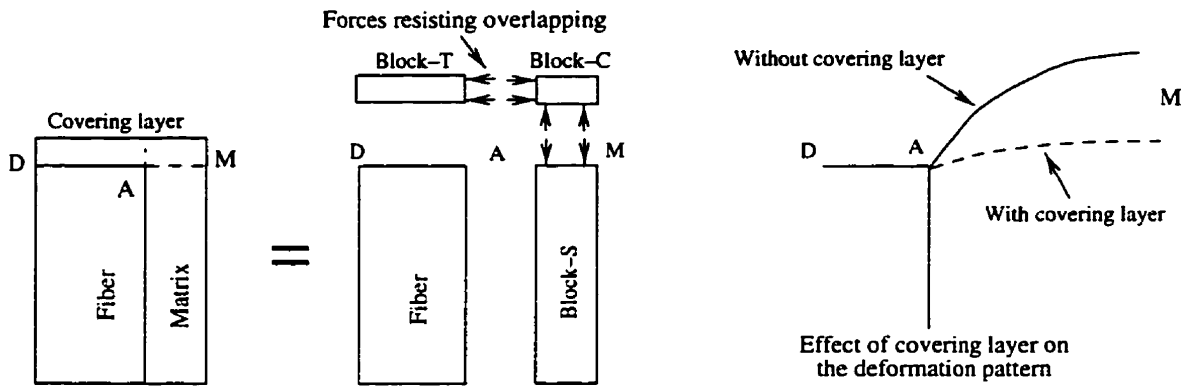 Forces resisting overlapping
Block–T
Block–C
Covering layer
D
M
A
Fiber
Matrix
=
D
A
M
Fiber
Block–S
Without covering layer
M
D
A
With covering layer
Effect of covering layer on
the deformation pattern